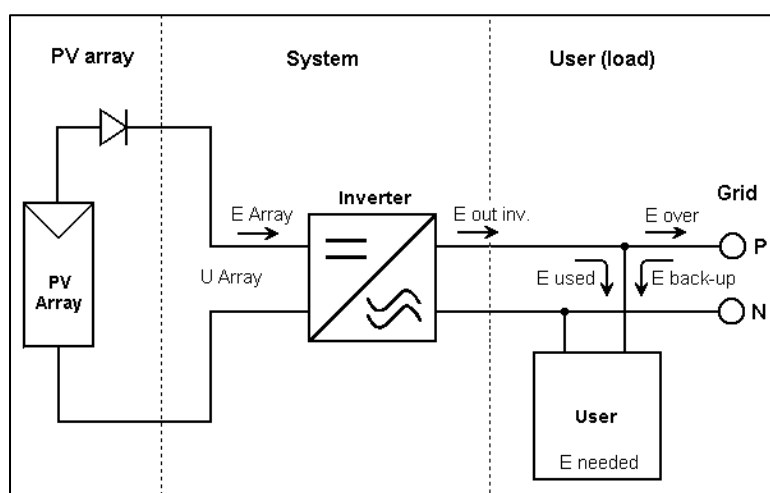 PV array
System
User (load)
Grid
Inverter
E Array
E out inv.
E over
P
U Array
E used
E back-up
PV
Array
N
User
E needed